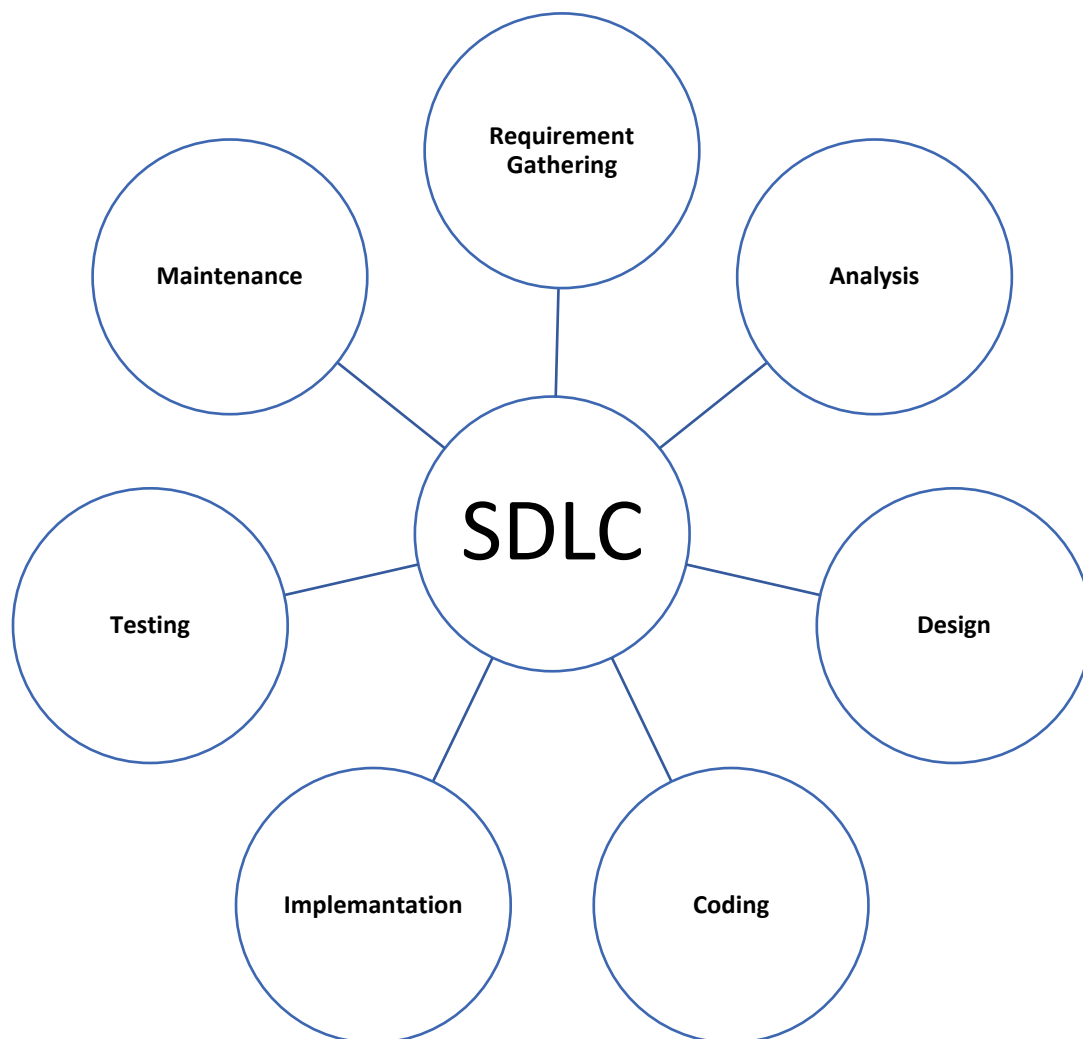 Requirement
Gathering
Maintenance
Analysis
SDLC
Testing
Design
Implemantation
Coding